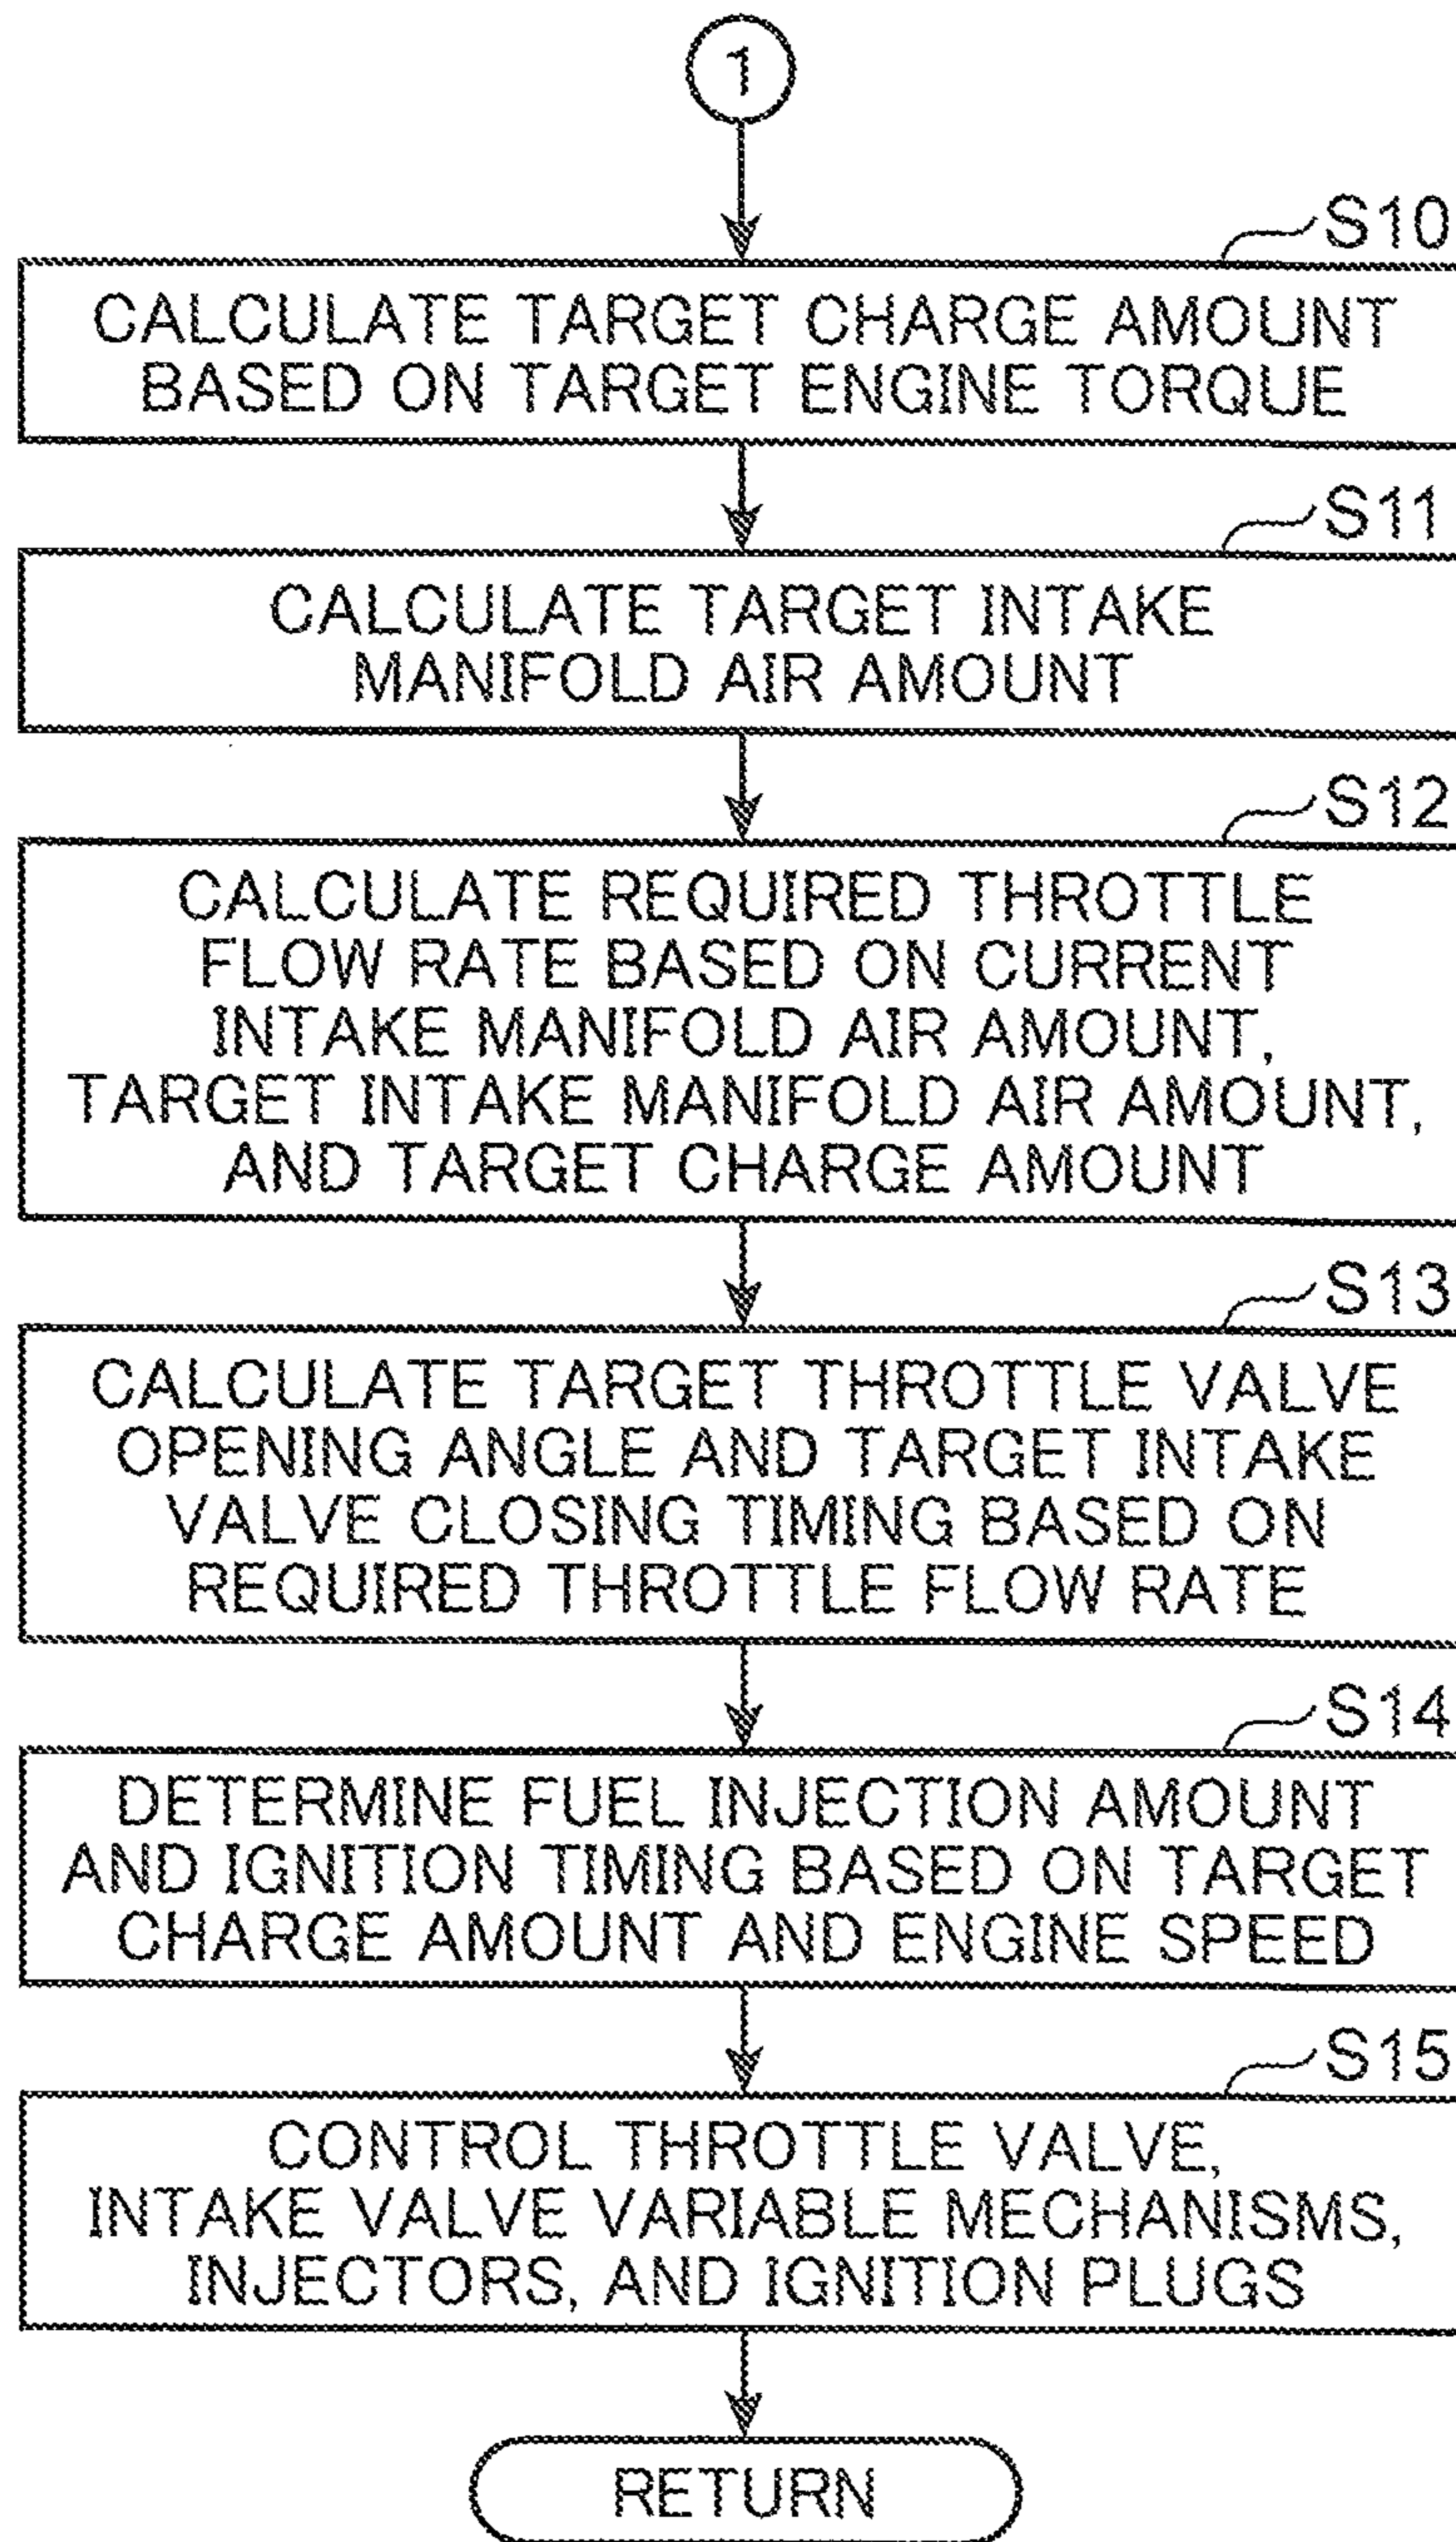 1
S10
CALCULATE TARGET CHARGE AMOUNT
BASED ON TARGET ENGINE TORQUE
S11
CALCULATE TARGET INTAKE
MANIFOLD AIR AMOUNT
S12
CALCULATE REQUIRED THROTTLE
FLOW RATE BASED ON CURRENT
INTAKE MANIFOLD AIR AMOUNT,
TARGET INTAKE MANIFOLD AIR AMOUNT,
AND TARGET CHARGE AMOUNT
S13
CALCULATE TARGET THROTTLE VALVE
OPENING ANGLE AND TARGET INTAKE
VALVE CLOSING TIMING BASED ON
REQUIRED THROTTLE FLOW RATE
S14
DETERMINE FUEL INJECTION AMOUNT
AND IGNITION TIMING BASED ON TARGET
CHARGE AMOUNT AND ENGINE SPEED
S15
CONTROL THROTTLE VALVE,
INTAKE VALVE VARIABLE MECHANISMS,
INJECTORS, AND IGNITION PLUGS
RETURN